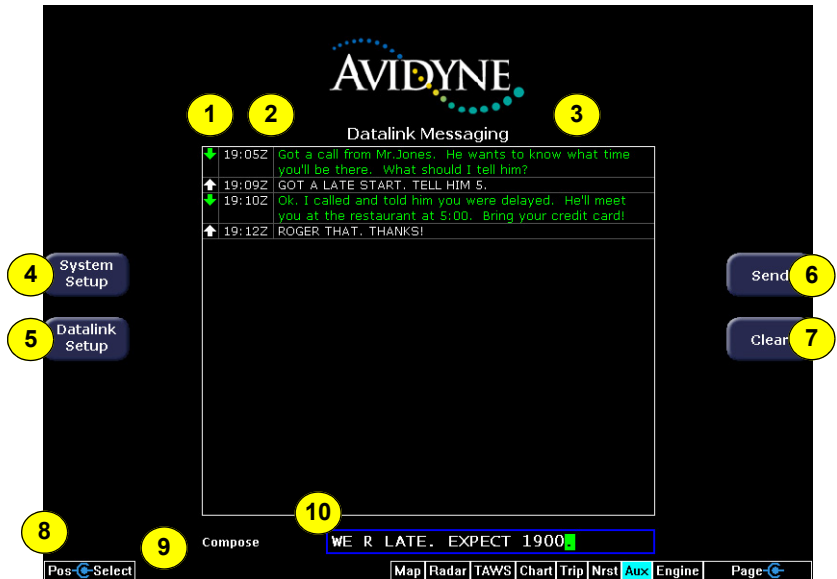 AVIDYNE
1 2 3
Datalink Messaging
19:05Z Got a call from Mr.Jones. He wants to know what time
you'll be there. What should I tell him?
19:09Z GOT A LATE START. TELL HIM 5.
19:10Z Ok. I called and told him you were delayed. He'll meet
you at the restaurant at 5:00. Bring your credit card!
19:12Z ROGER THAT. THANKS!
4 System
Setup
Send 6
5 Datalink
Setup
Clear 7
10
8
9 Compose WE R LATE. EXPECT 1900.
Pos Select Map Radar TAWS Chart Trip Nrst Aux Engine Page